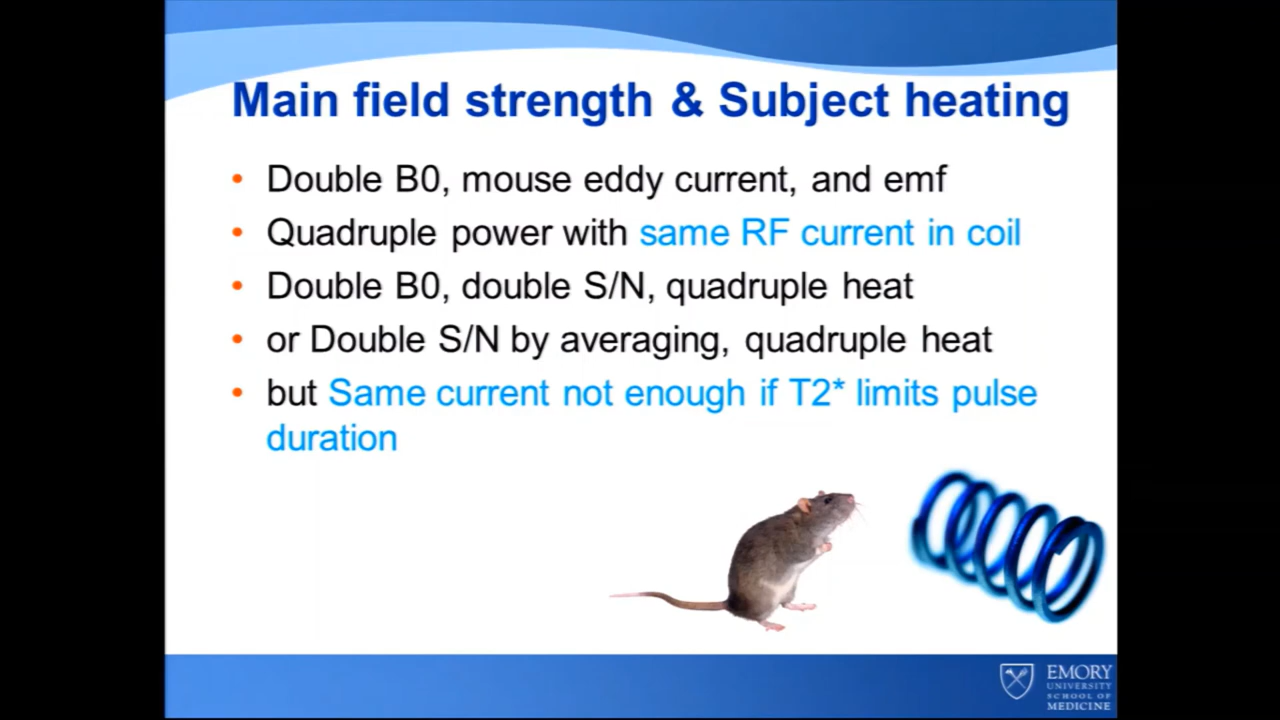 Main field strength & Subject heating
• Double B0, mouse eddy current, and emf
• Quadruple power with same RF current in coil
• Double B0, double S/N, quadruple heat
• or Double S/N by averaging, quadruple heat
• but Same current not enough if T2* limits pulse
duration
EMORY
UNIVERSITY
SCHOOL OF
MEDICINE